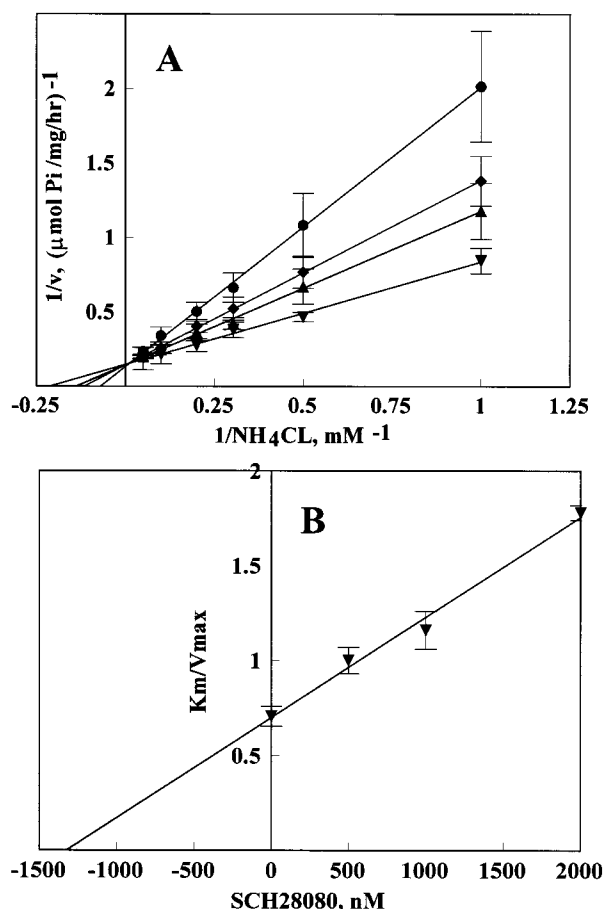 A
1/v, (μmol Pi /mg/hr) -1
2
1.5
1
0.5
-0.25 0.25 0.5 0.75 1 1.25
1/NH4CL, mM -1
B
Km/Vmax
2
1.5
1
0.5
-1500 -1000 -500 0 500 1000 1500 2000
SCH28080, nM